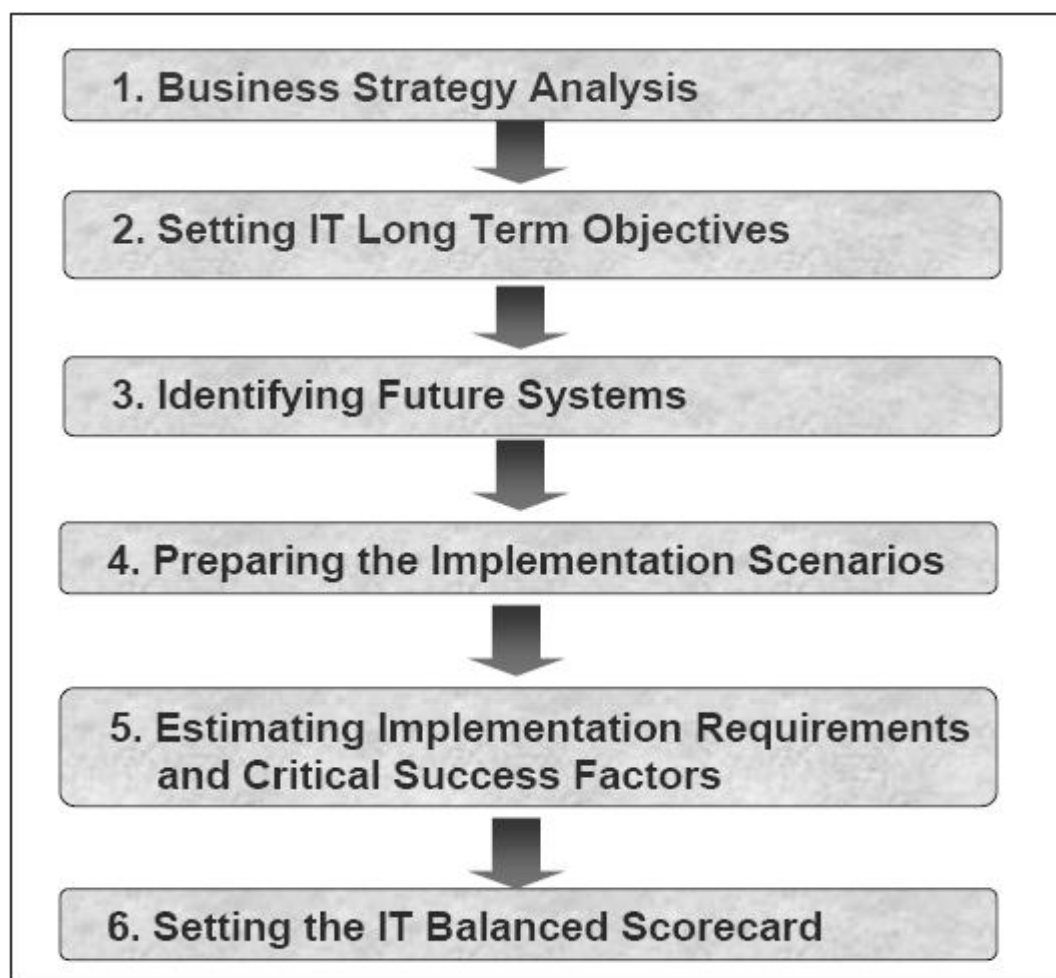 1. Business Strategy Analysis
2. Setting IT Long Term Objectives
3. Identifying Future Systems
4. Preparing the Implementation Scenarios
5. Estimating Implementation Requirements
and Critical Success Factors
6. Setting the IT Balanced Scorecard